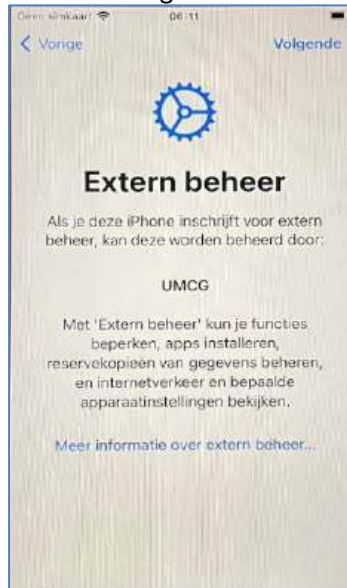 Geen simkaart 06:11
Vorige Volgende
Extern beheer
Als je deze iPhone inschrijft voor extern
beheer, kan deze worden beheerd door:
UMCG
Met 'Extern beheer' kun je functies
beperken, apps installeren,
reservekopieën van gegevens beheren,
en internetverkeer en bepaalde
apparaatinstellingen bekijken.
Meer informatie over extern beheer...